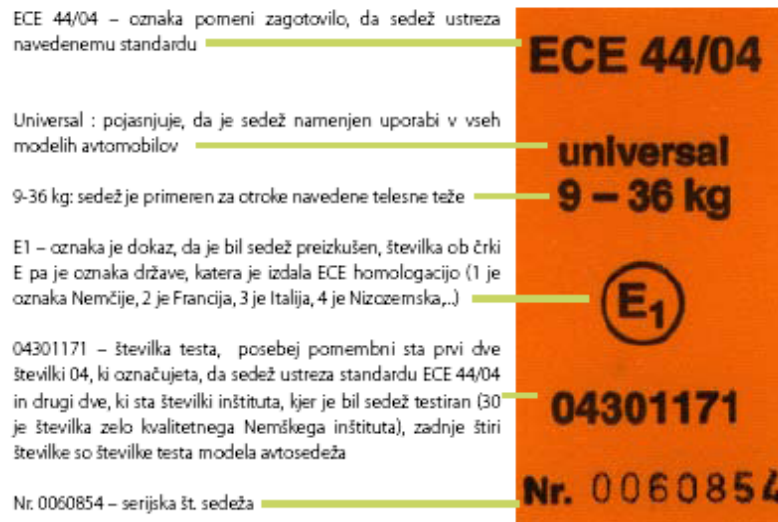 ECE 44/04 – oznaka pomeni zagotovilo, da sedež ustreza
navedenemu standardu
ECE 44/04
Universal : pojasnjuje, da je sedež namenjen uporabi v vseh
modelih avtomobilov
universal
9-36 kg: sedež je primeren za otroke navedene telesne teže
9 – 36 kg
E1 – oznaka je dokaz, da je bil sedež preizkušen, številka ob črki
E pa je oznaka države, katera je izdala ECE homologacijo (1 je
oznaka Nemčije, 2 je Francija, 3 je Italija, 4 je Nizozemska,..)
E1
04301171 – številka testa, posebej pomembni sta prvi dve
številki 04, ki označujeta, da sedež ustreza standardu ECE 44/04
in drugi dve, ki sta številki inštituta, kjer je bil sedež testiran (30
je številka zelo kvalitetnega Nemškega inštituta), zadnje štiri
številke so številke testa modela avtosedeža
04301171
Nr. 0060854 – serijska št. sedeža
Nr. 0060854